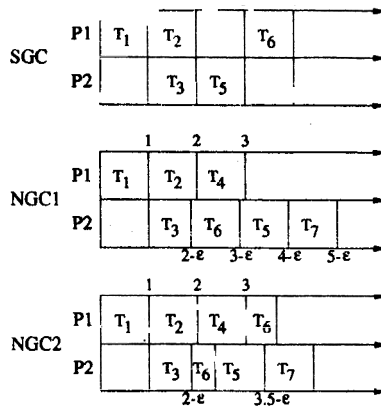 P1 T1 T2 T6
SGC
P2 T3 T5
1 2 3
P1 T1 T2 T4
NGC1
P2 T3 T6 T5 T7
2-ε 3-ε 4-ε 5-ε
1 2 3
P1 T1 T2 T4 T6
NGC2
P2 T3 T6 T5 T7
2-ε 3.5-ε